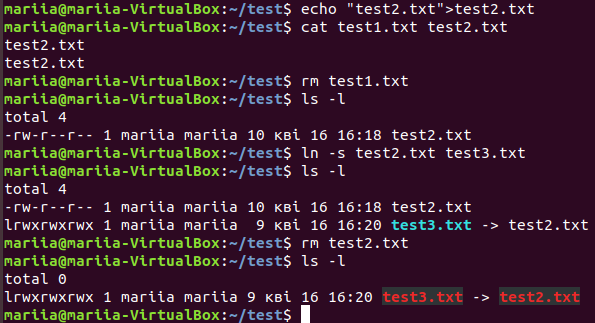 mariia@mariia-VirtualBox:~/test$ echo "test2.txt">test2.txt
mariia@mariia-VirtualBox:~/test$ cat test1.txt test2.txt
test2.txt
test2.txt
mariia@mariia-VirtualBox:~/test$ rm test1.txt
mariia@mariia-VirtualBox:~/test$ ls -l
total 4
-rw-r--r-- 1 mariia mariia 10 кві 16 16:18 test2.txt
mariia@mariia-VirtualBox:~/test$ ln -s test2.txt test3.txt
mariia@mariia-VirtualBox:~/test$ ls -l
total 4
-rw-r--r-- 1 mariia mariia 10 кві 16 16:18 test2.txt
lrwxrwxrwx 1 mariia mariia  9 кві 16 16:20 test3.txt -> test2.txt
mariia@mariia-VirtualBox:~/test$ rm test2.txt
mariia@mariia-VirtualBox:~/test$ ls -l
total 0
lrwxrwxrwx 1 mariia mariia 9 кві 16 16:20 test3.txt -> test2.txt
mariia@mariia-VirtualBox:~/test$